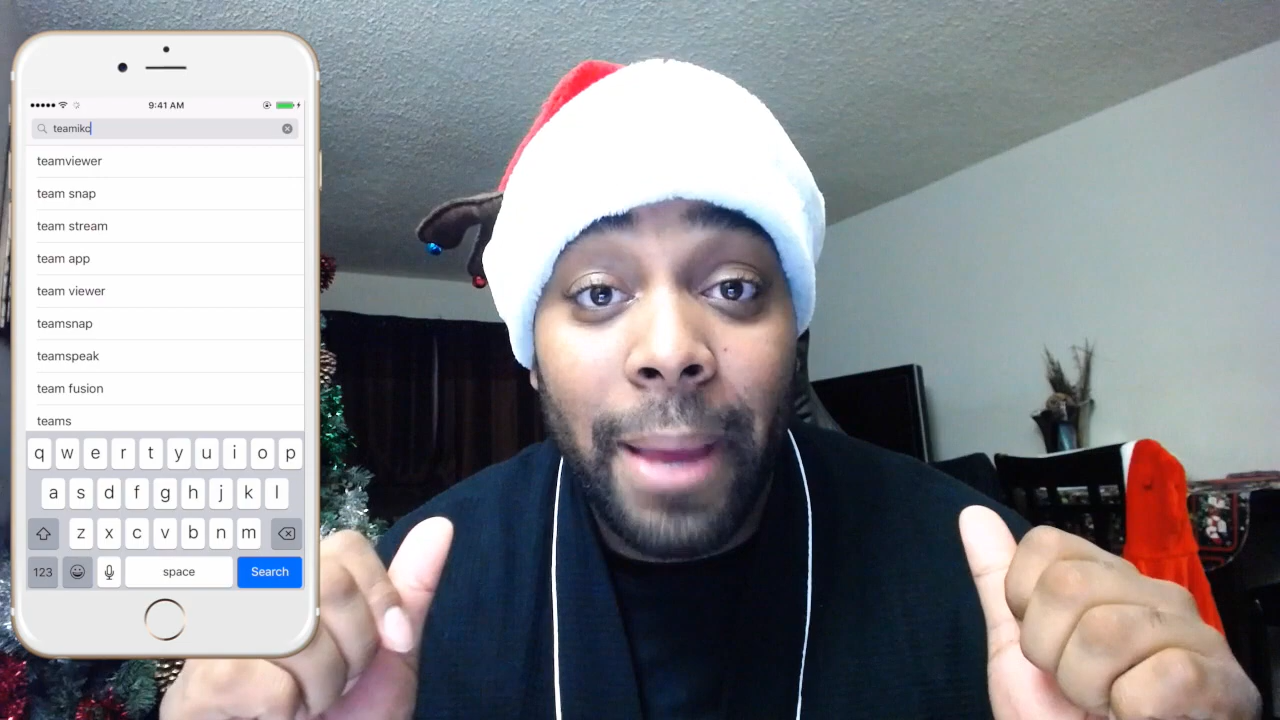 9:41 AM
teamikc
teamviewer
team snap
team stream
team app
team viewer
teamsnap
teamspeak
team fusion
teams
q w e r t y u i o p
a s d f g h j k l
z x c v b n m
123 space Search